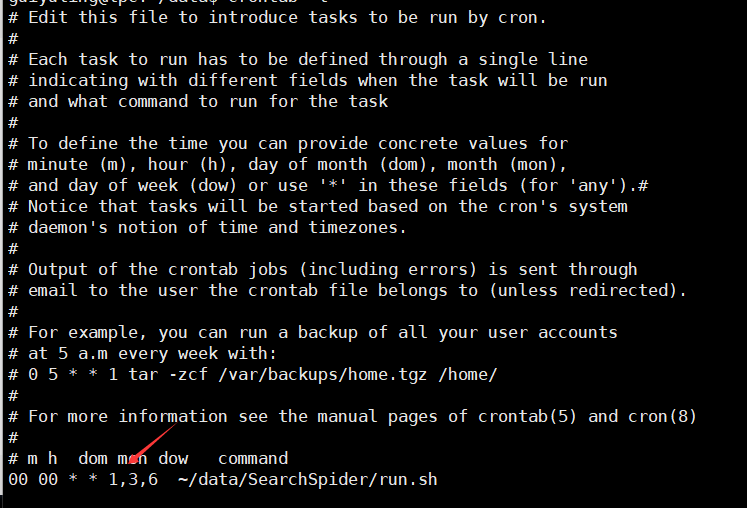 # Edit this file to introduce tasks to be run by cron.
#
# Each task to run has to be defined through a single line
# indicating with different fields when the task will be run
# and what command to run for the task
#
# To define the time you can provide concrete values for
# minute (m), hour (h), day of month (dom), month (mon),
# and day of week (dow) or use '*' in these fields (for 'any').#
# Notice that tasks will be started based on the cron's system
# daemon's notion of time and timezones.
#
# Output of the crontab jobs (including errors) is sent through
# email to the user the crontab file belongs to (unless redirected).
#
# For example, you can run a backup of all your user accounts
# at 5 a.m every week with:
# 0 5 * * 1 tar -zcf /var/backups/home.tgz /home/
#
# For more information see the manual pages of crontab(5) and cron(8)
#
# m h  dom mon dow   command
00 00 * * 1,3,6  ~/data/SearchSpider/run.sh